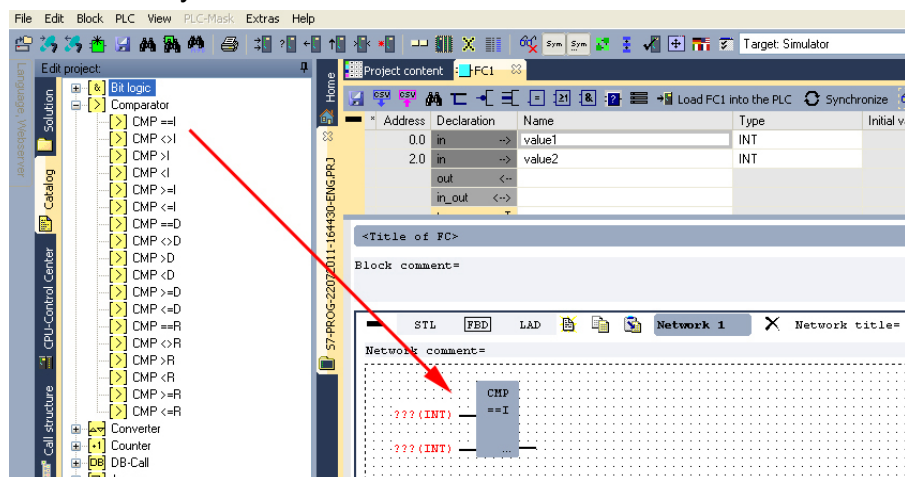 File Edit Block PLC View PLC-Mask Extras Help
Sym Sym Target: Simulator
Edit project:
Language, Webserver
Solution
Catalog
CPU-Control Center
Call structure
& Bit logic
> Comparator
> CMP ==I
> CMP <>I
> CMP >I
> CMP <I
> CMP >=I
> CMP <=I
> CMP ==D
> CMP <>D
> CMP >D
> CMP <D
> CMP >=D
> CMP <=D
> CMP ==R
> CMP <>R
> CMP >R
> CMP <R
> CMP >=R
> CMP <=R
Converter
+1 Counter
DB DB-Call
Home
S7-PROG-22072011-164430-ENG.PRJ
Project content FC1
CSV CSV Load FC1 into the PLC Synchronize
* Address Declaration Name Type Initial v
0.0 in --> value1 INT
2.0 in --> value2 INT
out <--
in_out <-->
<Title of FC>
Block comment=
STL FBD LAD Network 1 Network title=
Network comment=
CMP
???(INT) ==I
???(INT) ...